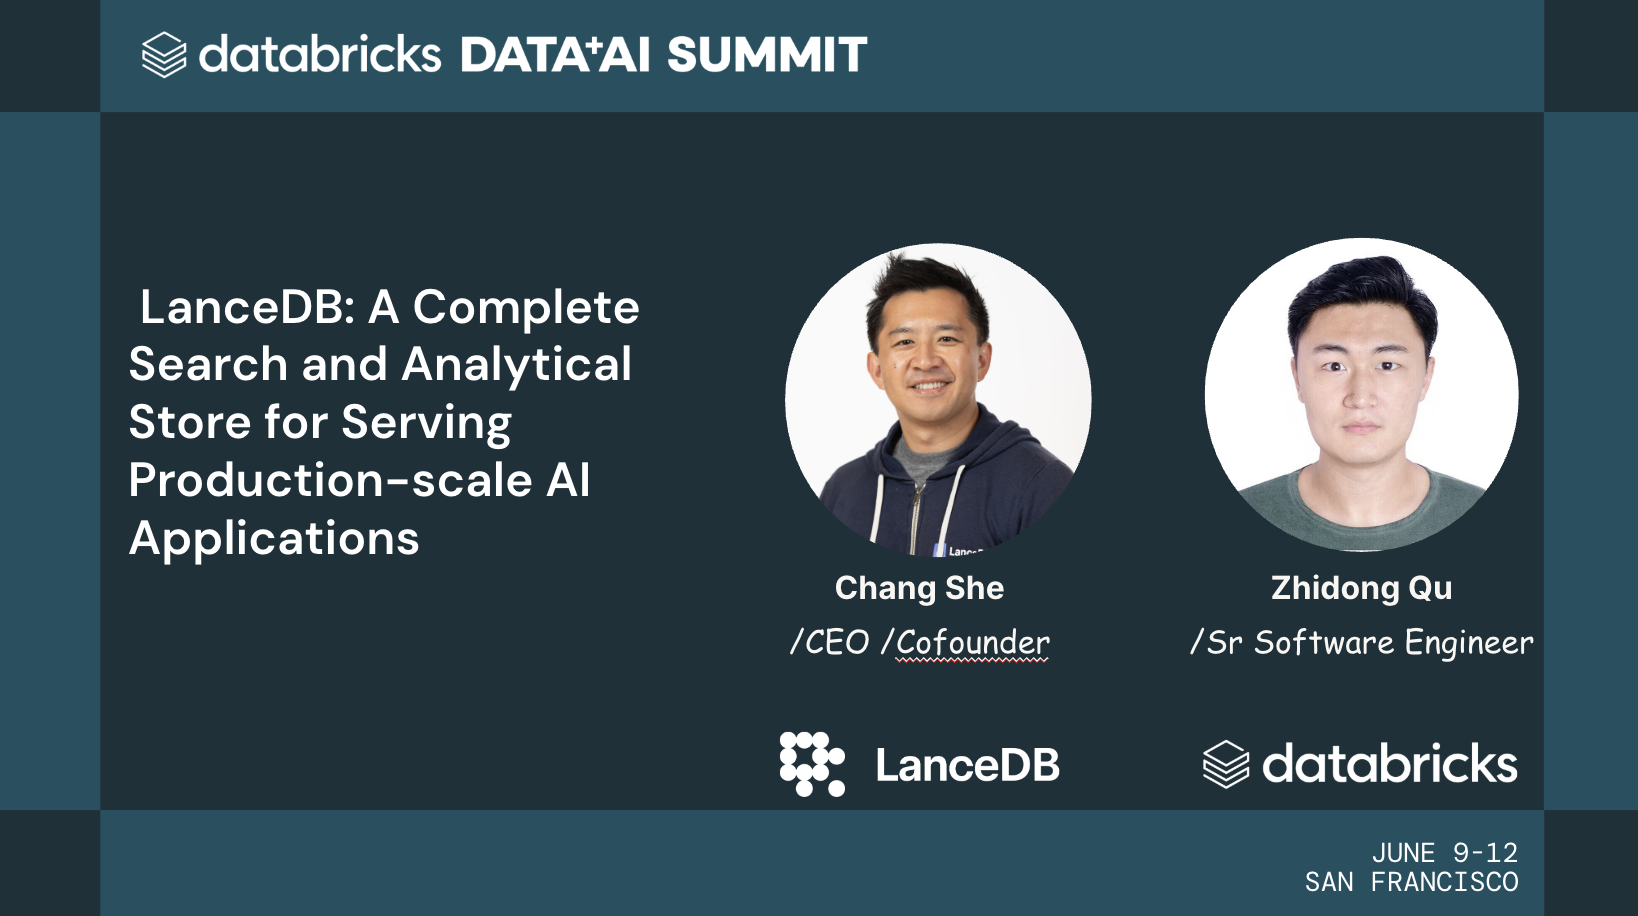 databricks DATA+AI SUMMIT
LanceDB: A Complete
Search and Analytical
Store for Serving
Production-scale AI
Applications
Chang She
/CEO /Cofounder
LanceDB
Zhidong Qu
/Sr Software Engineer
databricks
JUNE 9-12
SAN FRANCISCO